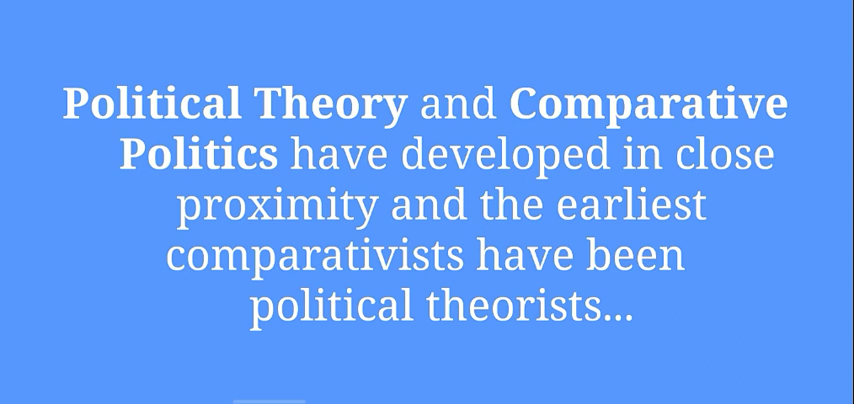 Political Theory and Comparative
Politics have developed in close
proximity and the earliest
comparativists have been
political theorists...